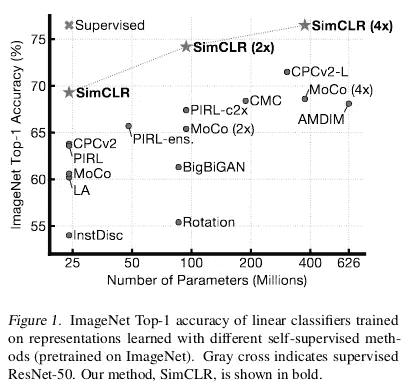 ImageNet Top-1 Accuracy (%)
75
70
65
60
55
Supervised
SimCLR (4x)
SimCLR (2x)
SimCLR
CPCv2-L
MoCo (4x)
CMC
AMDIM
PIRL-c2x
MoCo (2x)
PIRL-ens.
CPCv2
PIRL
MoCo
LA
BigBiGAN
Rotation
InstDisc
25 50 100 200 400 626
Number of Parameters (Millions)
Figure 1. ImageNet Top-1 accuracy of linear classifiers trained
on representations learned with different self-supervised meth-
ods (pretrained on ImageNet). Gray cross indicates supervised
ResNet-50. Our method, SimCLR, is shown in bold.